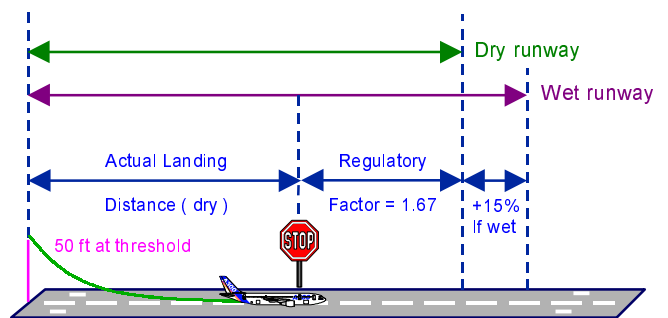 Dry runway
Wet runway
Actual Landing
Distance ( dry )
Regulatory
Factor = 1.67
+15%
If wet
50 ft at threshold
STOP